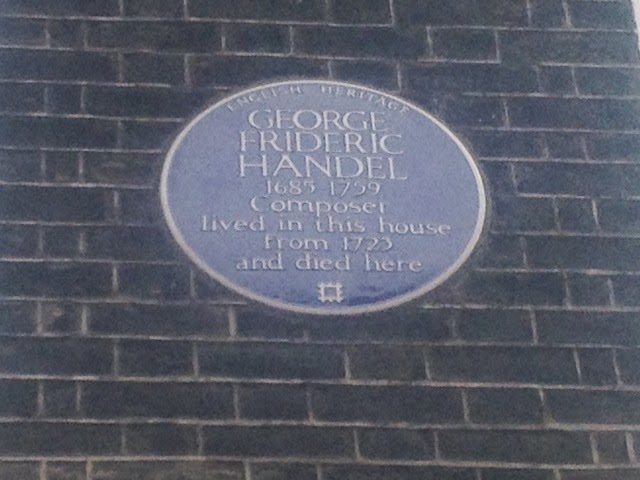 ENGLISH HERITAGE
GEORGE
FRIDERIC
HANDEL
1685-1759
Composer
lived in this house
from 1723
and died here